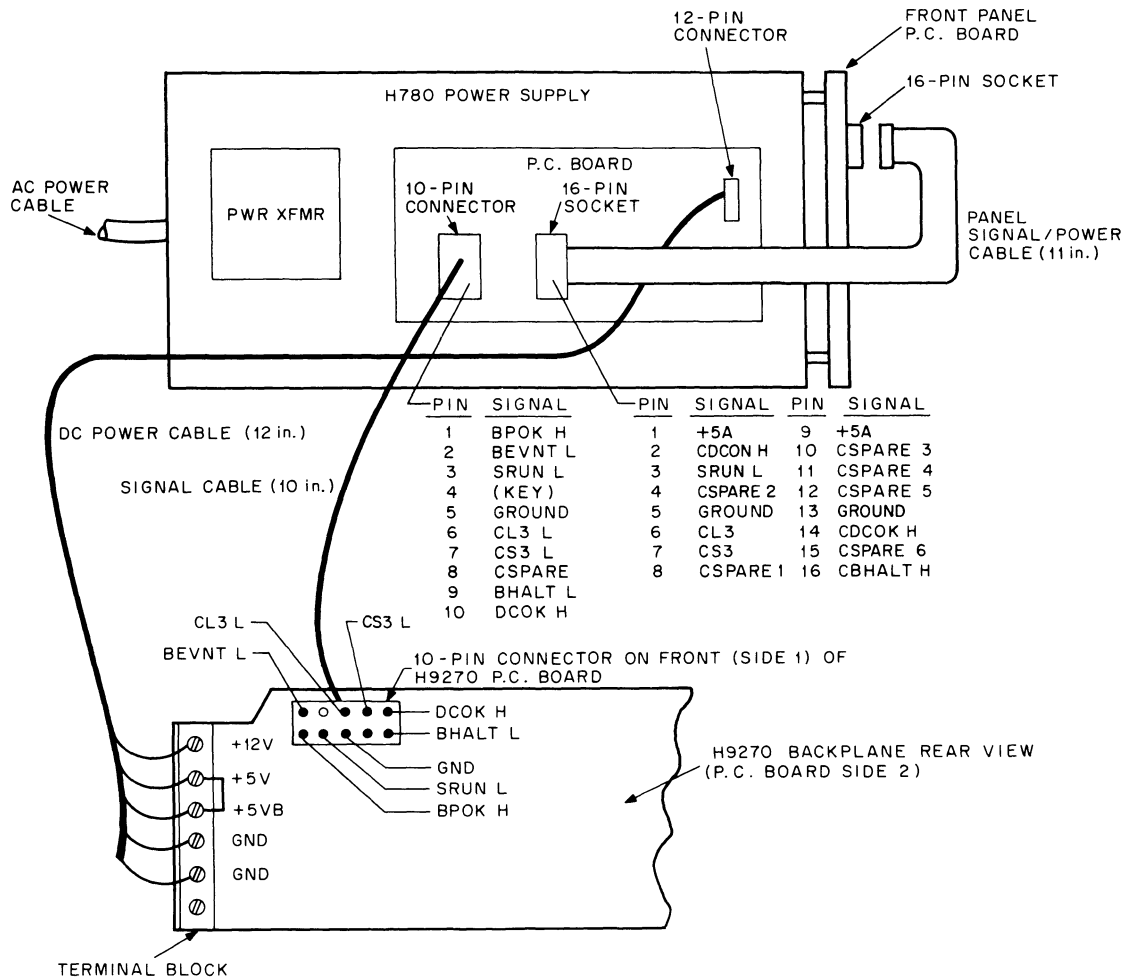 12-PIN
CONNECTOR
FRONT PANEL
P.C. BOARD
16-PIN SOCKET
H780 POWER SUPPLY
P.C. BOARD
10-PIN
CONNECTOR
16-PIN
SOCKET
PWR XFMR
AC POWER
CABLE
PANEL
SIGNAL/POWER
CABLE (11 in.)
DC POWER CABLE (12 in.)
SIGNAL CABLE (10 in.)
PIN SIGNAL
1 BPOK H
2 BEVNT L
3 SRUN L
4 (KEY)
5 GROUND
6 CL3 L
7 CS3 L
8 CSPARE
9 BHALT L
10 DCOK H
PIN SIGNAL PIN SIGNAL
1 +5A 9 +5A
2 CDCON H 10 CSPARE 3
3 SRUN L 11 CSPARE 4
4 CSPARE 2 12 CSPARE 5
5 GROUND 13 GROUND
6 CL3 14 CDCOK H
7 CS3 15 CSPARE 6
8 CSPARE 1 16 CBHALT H
CL3 L
CS3 L
BEVNT L
10-PIN CONNECTOR ON FRONT (SIDE 1) OF
H9270 P.C. BOARD
DCOK H
BHALT L
GND
SRUN L
BPOK H
+12V
+5V
+5VB
GND
GND
H9270 BACKPLANE REAR VIEW
(P.C. BOARD SIDE 2)
TERMINAL BLOCK